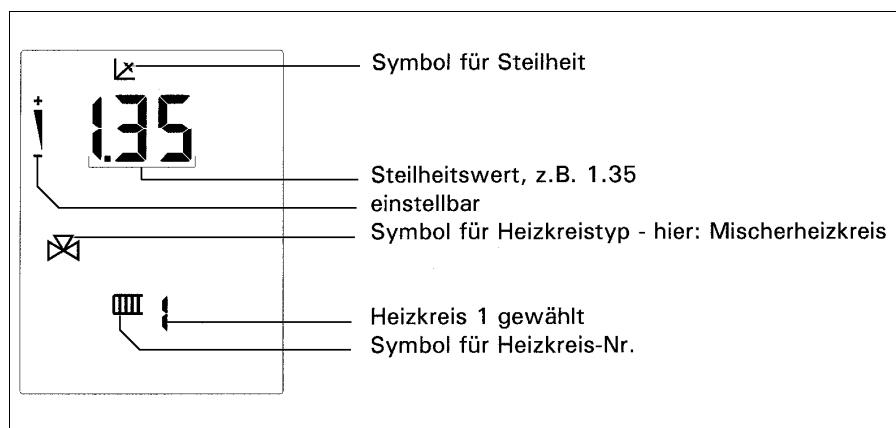 Symbol für Steilheit
+
1.35
-
Steilheitswert, z.B. 1.35
einstellbar
Symbol für Heizkreistyp - hier: Mischerheizkreis
1
Heizkreis 1 gewählt
Symbol für Heizkreis-Nr.